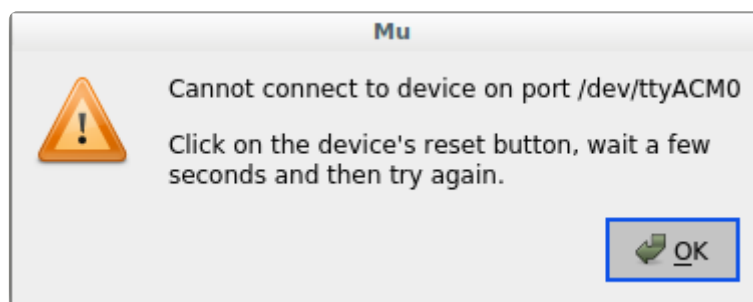 Mu
Cannot connect to device on port /dev/ttyACM0
Click on the device's reset button, wait a few
seconds and then try again.
OK